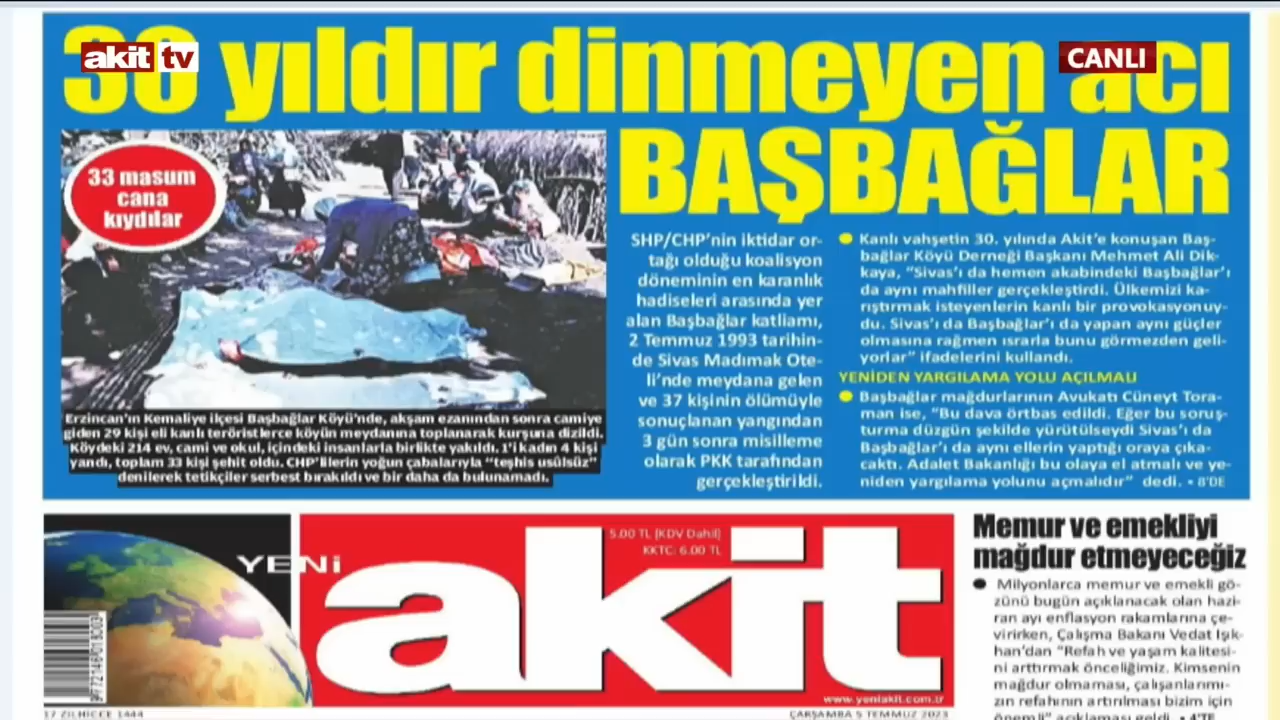 akit tv
CANLI
30 yıldır dinmeyen acı
BAŞBAĞLAR
33 masum
cana
kıydılar
Erzincan'ın Kemaliye ilçesi Başbağlar Köyü'nde, akşam ezanından sonra camiye
giden 29 kişi eli kanlı teröristlerce köyün meydanına toplanarak kurşuna dizildi.
Köydeki 214 ev, cami ve okul, içindeki insanlarla birlikte yakıldı. 1'i kadın 4 kişi
yandı, toplam 33 kişi şehit oldu. CHP'lilerin yoğun çabalarıyla "teşhis usülsüz"
denilerek tetikçiler serbest bırakıldı ve bir daha da bulunamadı.
SHP/CHP'nin iktidar or-
tağı olduğu koalisyon
döneminin en karanlık
hadiseleri arasında yer
alan Başbağlar katliamı,
2 Temmuz 1993 tarihin-
de Sivas Madımak Ote-
li'nde meydana gelen
ve 37 kişinin ölümüyle
sonuçlanan yangından
3 gün sonra misilleme
olarak PKK tarafından
gerçekleştirildi.
● Kanlı vahşetin 30. yılında Akit'e konuşan Baş-
bağlar Köyü Derneği Başkanı Mehmet Ali Dik-
kaya, "Sivas'ı da hemen akabindeki Başbağlar'ı
da aynı mahfiller gerçekleştirdi. Ülkemizi ka-
rıştırmak isteyenlerin kanlı bir provokasyonuy-
du. Sivas'ı da Başbağlar'ı da yapan aynı güçler
olmasına rağmen ısrarla bunu görmezden geli-
yorlar" ifadelerini kullandı.
YENİDEN YARGILAMA YOLU AÇILMALI
● Başbağlar mağdurlarının Avukatı Cüneyt Tora-
man ise, "Bu dava örtbas edildi. Eğer bu soruş-
turma düzgün şekilde yürütülseydi Sivas'ı da
Başbağlar'ı da aynı ellerin yaptığı oraya çıka-
caktı. Adalet Bakanlığı bu olaya el atmalı ve ye-
niden yargılama yolunu açmalıdır" dedi. • 8'DE
YENİ
akit
5.00 TL (KDV Dahil)
KKTC: 6.00 TL
www.yeniakit.com.tr
9 772146 018003
17 ZİLHİCCE 1444
ÇARŞAMBA 5 TEMMUZ 2023
Memur ve emekliyi
mağdur etmeyeceğiz
● Milyonlarca memur ve emekli gö-
zünü bugün açıklanacak olan hazi-
ran ayı enflasyon rakamlarına çe-
virirken, Çalışma Bakanı Vedat Işık-
han'dan "Refah ve yaşam kalitesi-
ni arttırmak önceliğimiz. Kimsenin
mağdur olmaması, çalışanlarımı-
zın refahının artırılması bizim için
önemli" açıklaması geldi. • 4'TE